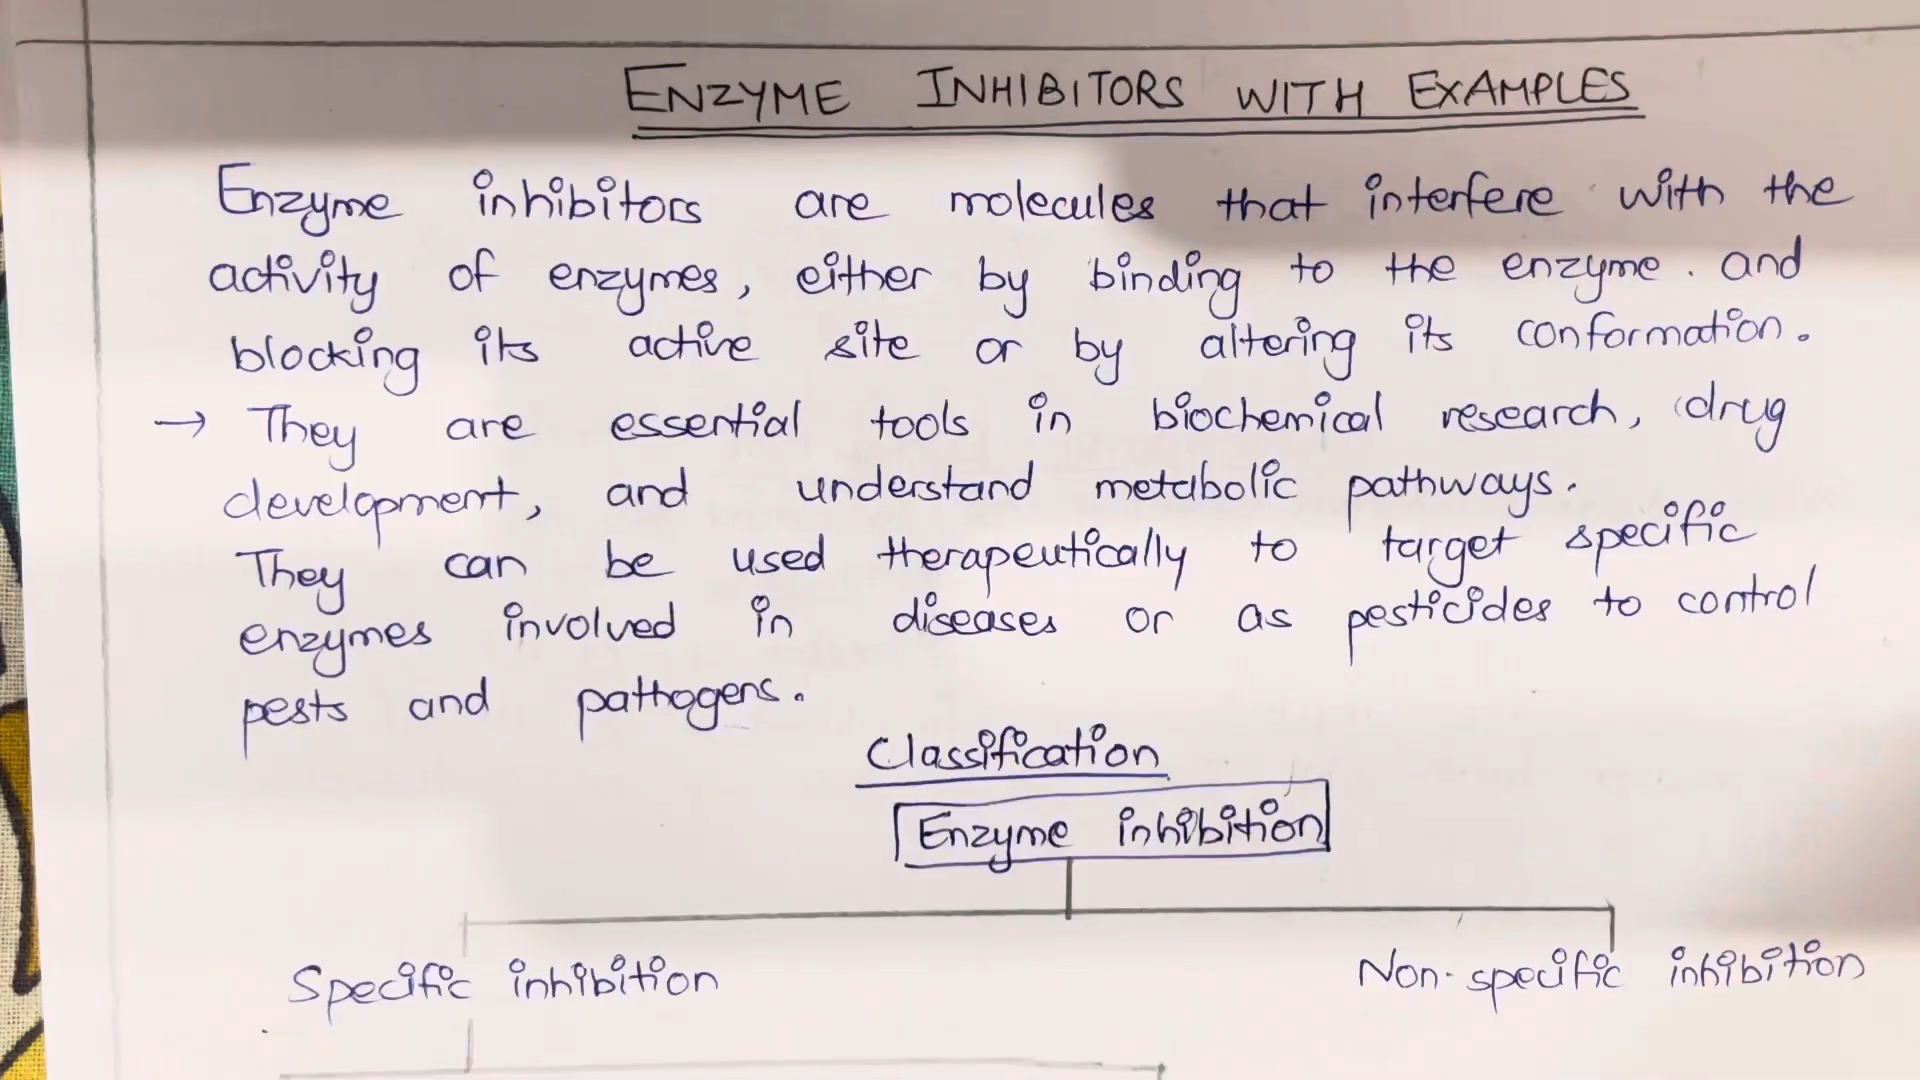 ENZYME INHIBITORS WITH EXAMPLES
Enzyme inhibitors are molecules that interfere with the
activity of enzymes, either by binding to the enzyme. and
blocking its active site or by altering its conformation.
→ They are essential tools in biochemical research, drug
development, and understand metabolic pathways.
They can be used therapeutically to target specific
enzymes involved in diseases or as pesticides to control
pests and pathogens.
Classification
Enzyme inhibition
Specific inhibition Non-specific inhibition